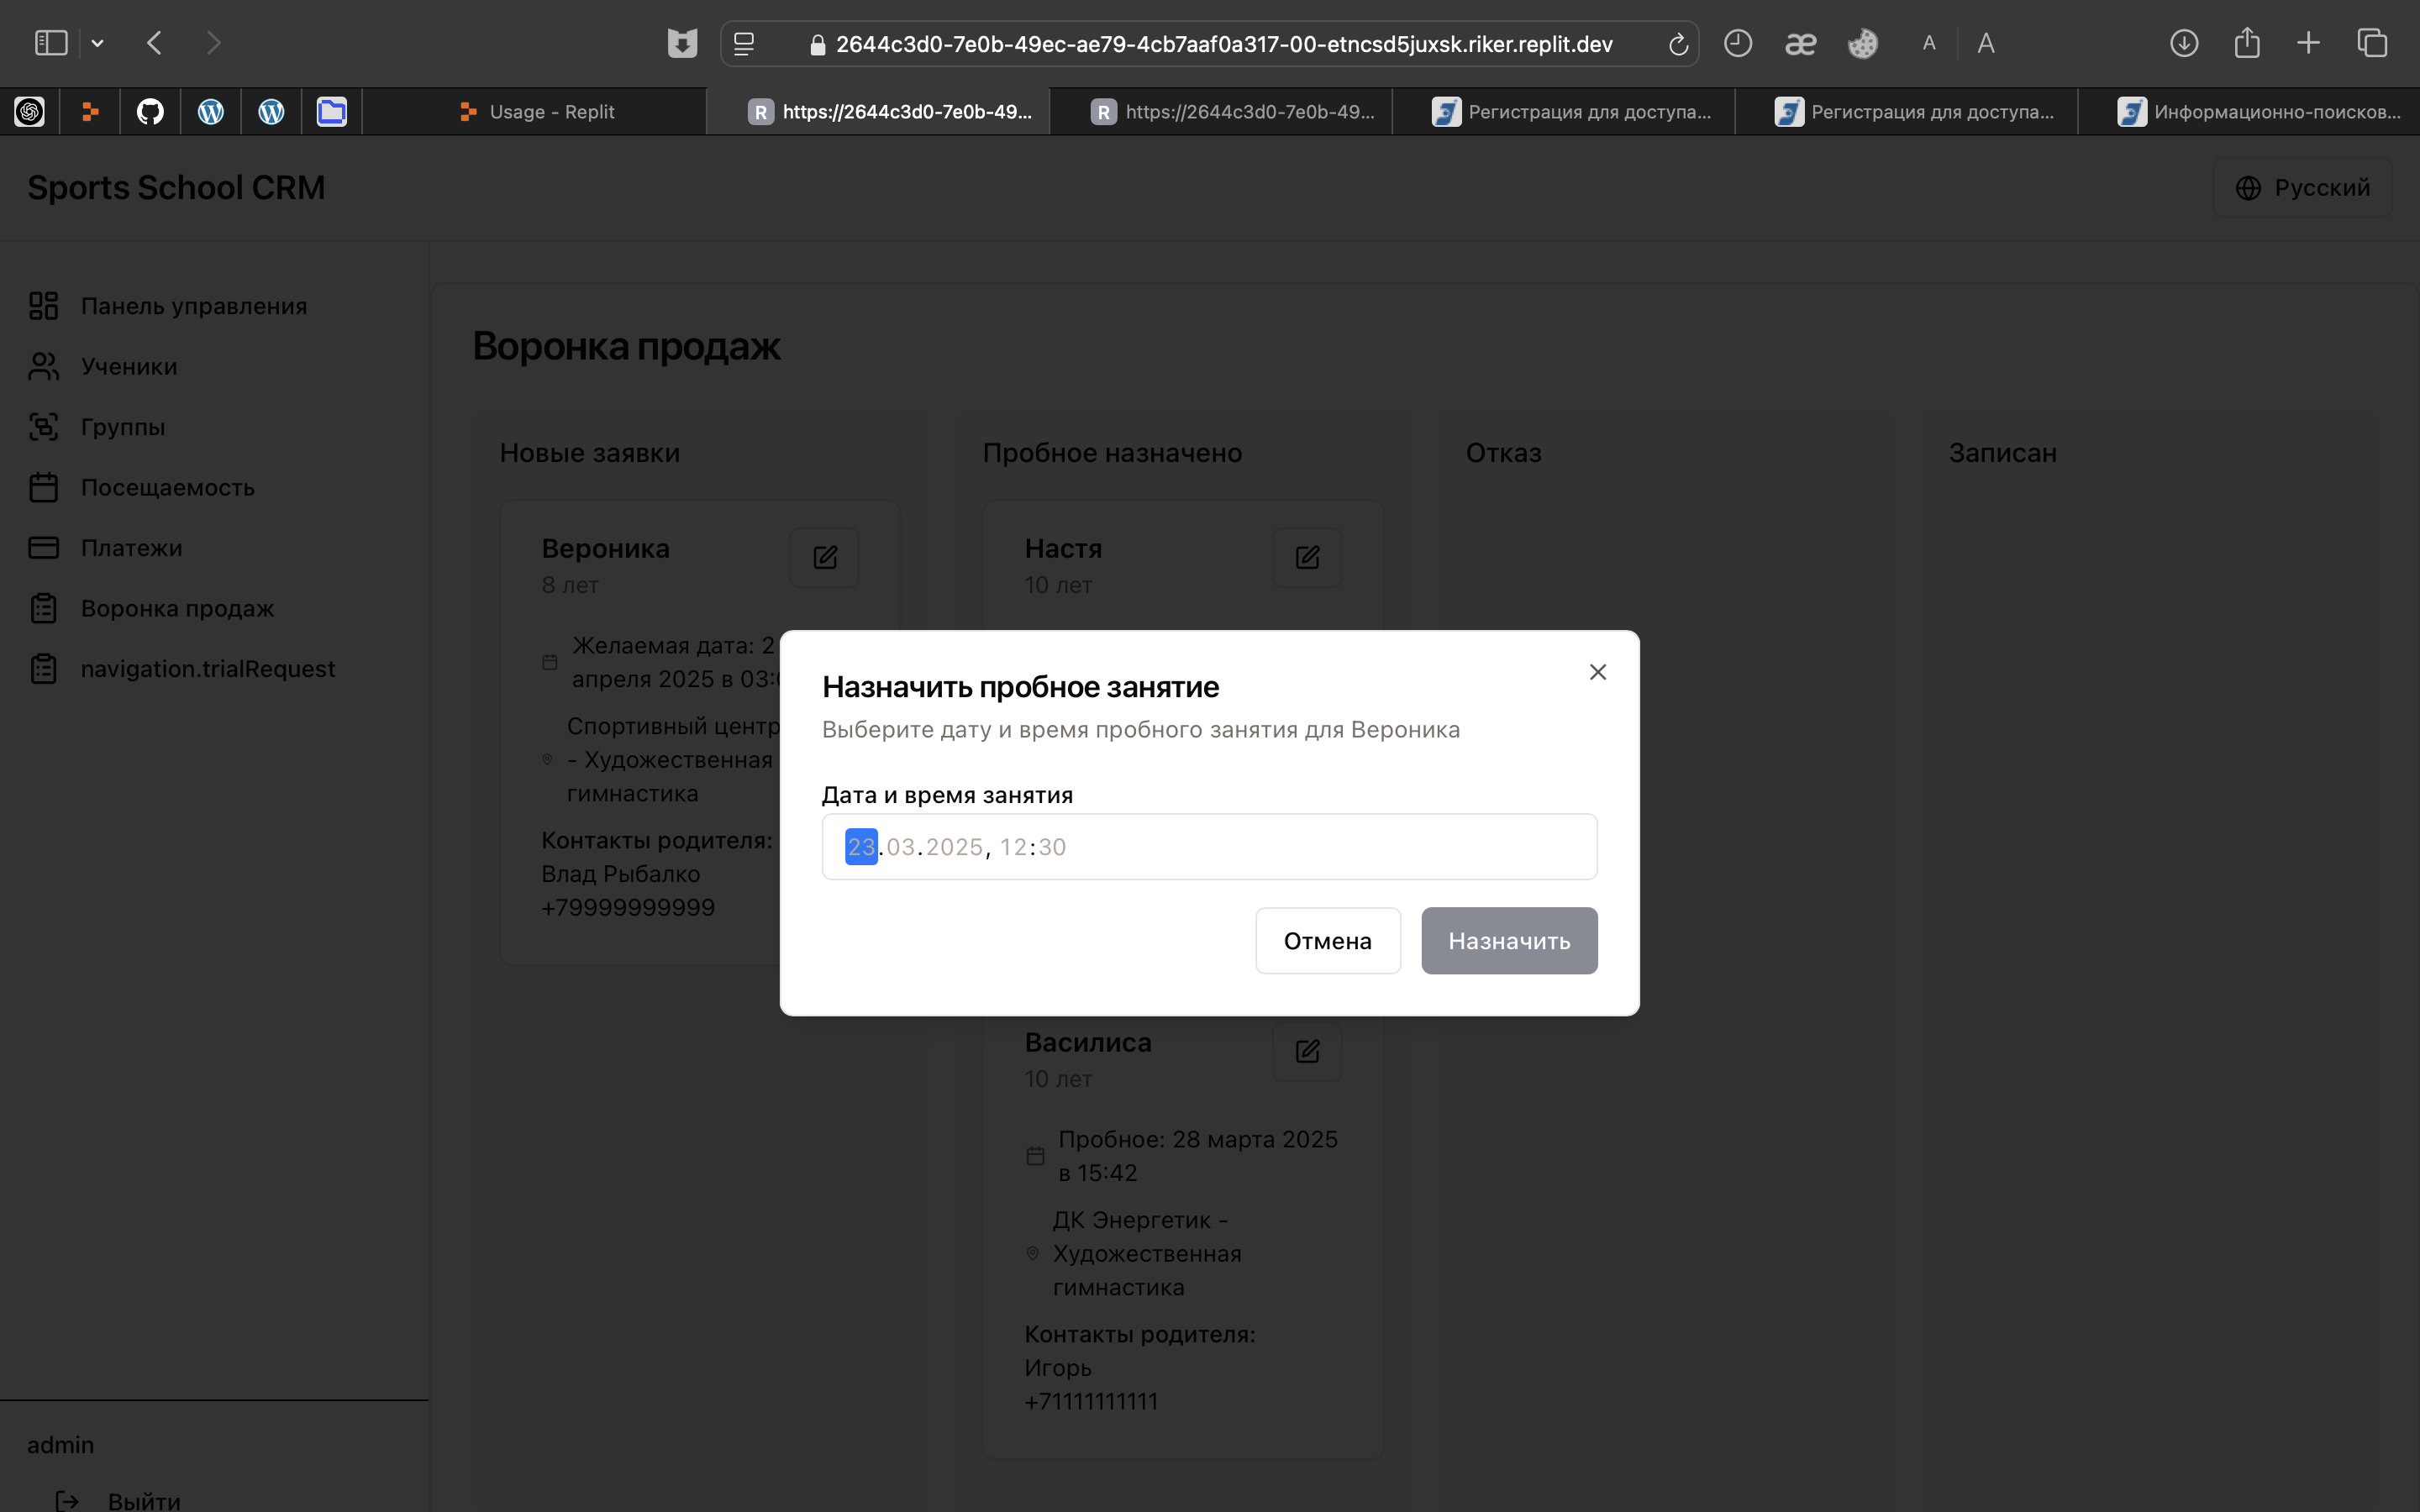 2644c3d0-7e0b-49ec-ae79-4cb7aaf0a317-00-etncsd5juxsk.riker.replit.dev
A A
Usage - Replit
R https://2644c3d0-7e0b-49...
R https://2644c3d0-7e0b-49...
Регистрация для доступа...
Регистрация для доступа...
Информационно-поисков...
Sports School CRM
Русский
Панель управления
Ученики
Группы
Посещаемость
Платежи
Воронка продаж
navigation.trialRequest
admin
Выйти
Воронка продаж
Новые заявки
Вероника
8 лет
Желаемая дата: 2
апреля 2025 в 03:
Спортивный центр
- Художественная
гимнастика
Контакты родителя:
Влад Рыбалко
+79999999999
Пробное назначено
Настя
10 лет
Василиса
10 лет
Пробное: 28 марта 2025
в 15:42
ДК Энергетик -
Художественная
гимнастика
Контакты родителя:
Игорь
+71111111111
Отказ
Записан
Назначить пробное занятие
Выберите дату и время пробного занятия для Вероника
Дата и время занятия
23.03.2025, 12:30
Отмена
Назначить